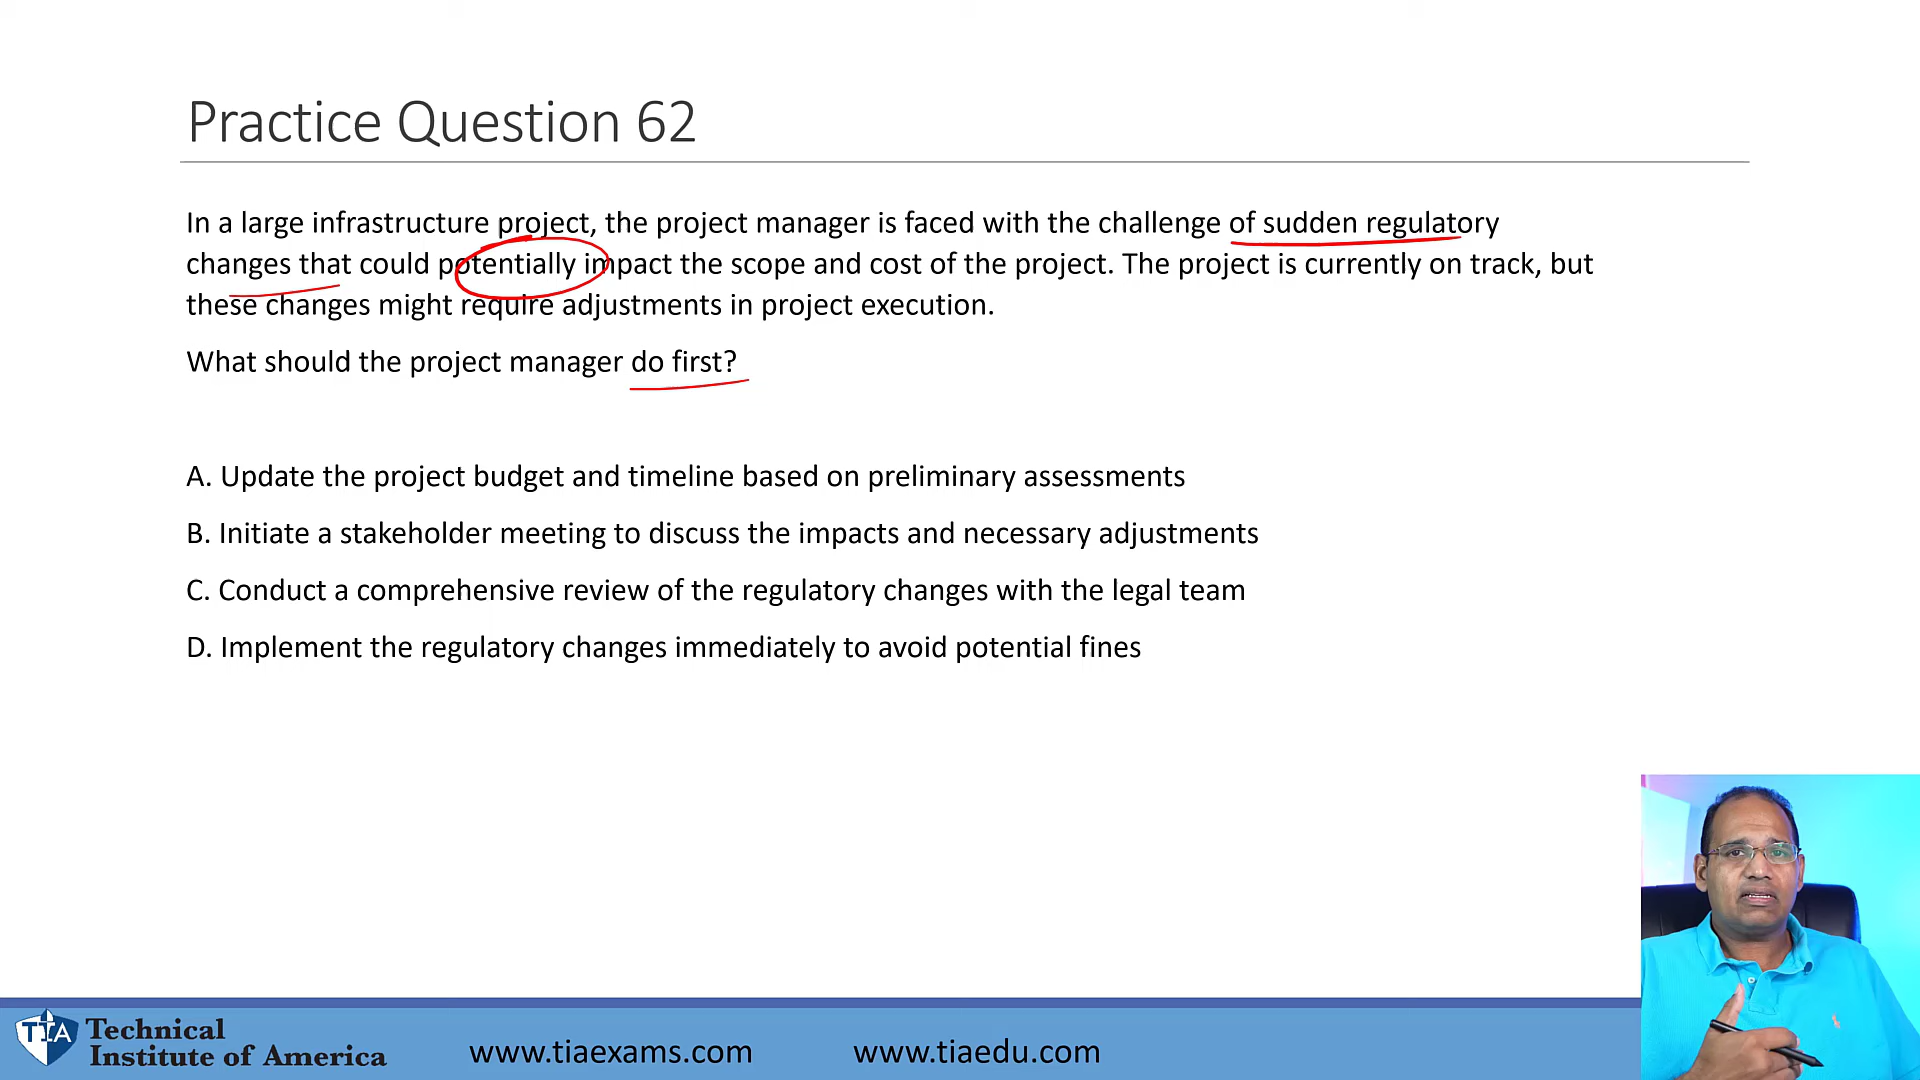 Practice Question 62
In a large infrastructure project, the project manager is faced with the challenge of sudden regulatory
changes that could potentially impact the scope and cost of the project. The project is currently on track, but
these changes might require adjustments in project execution.
What should the project manager do first?
A. Update the project budget and timeline based on preliminary assessments
B. Initiate a stakeholder meeting to discuss the impacts and necessary adjustments
C. Conduct a comprehensive review of the regulatory changes with the legal team
D. Implement the regulatory changes immediately to avoid potential fines
TIA
Technical
Institute of America
www.tiaexams.com
www.tiaedu.com